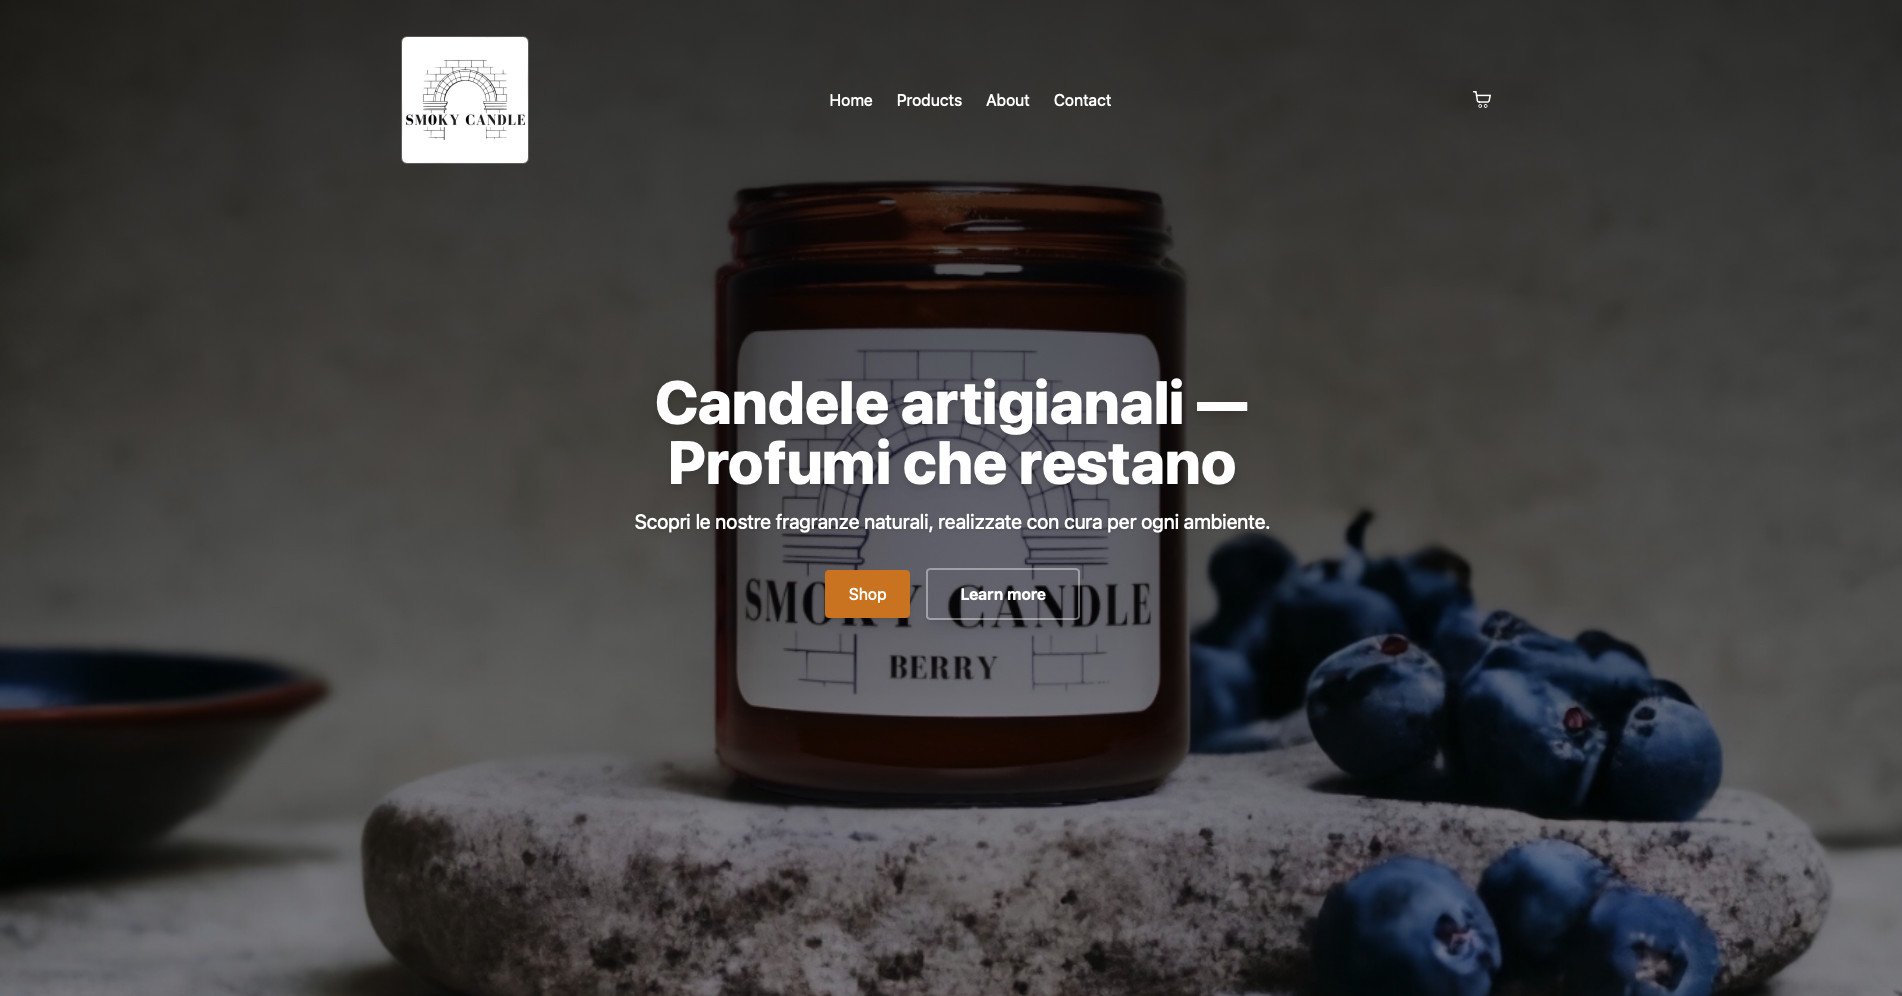 SMOKY CANDLE
Home Products About Contact
Candele artigianali —
Profumi che restano
Scopri le nostre fragranze naturali, realizzate con cura per ogni ambiente.
Shop Learn more
SMOKY CANDLE
BERRY